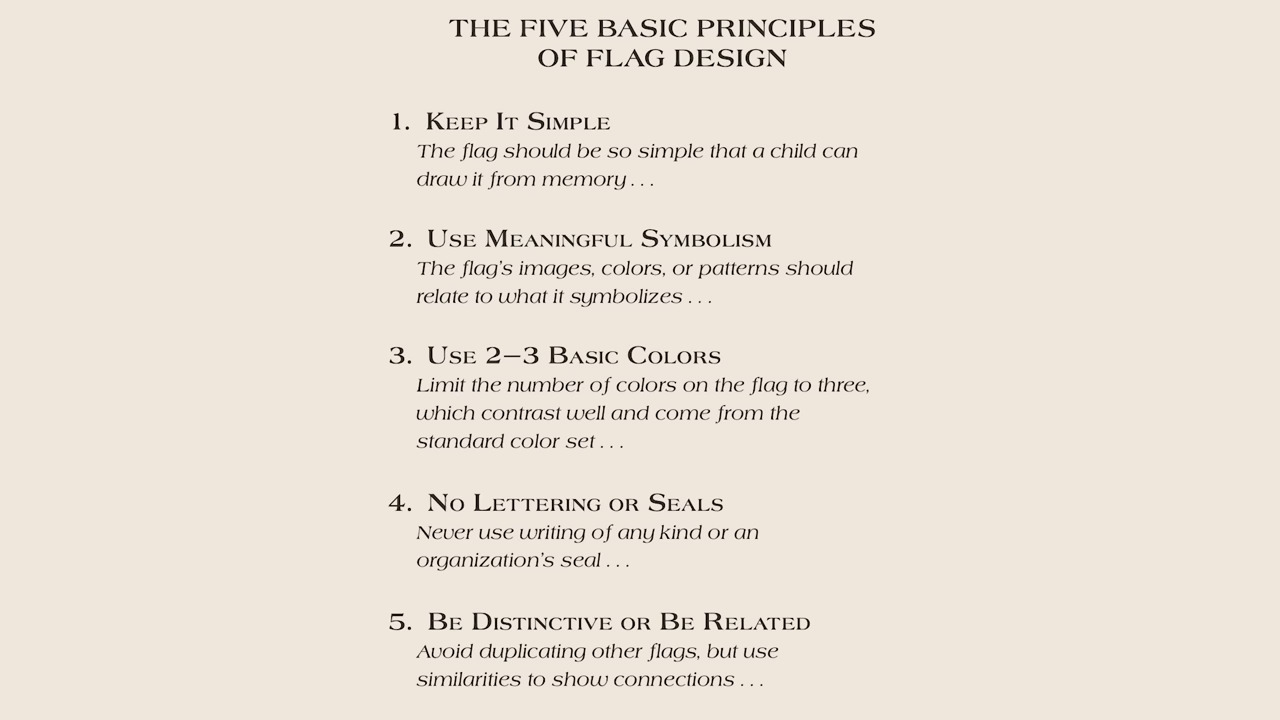 THE FIVE BASIC PRINCIPLES
OF FLAG DESIGN
1. Keep It Simple
The flag should be so simple that a child can
draw it from memory . . .
2. Use Meaningful Symbolism
The flag's images, colors, or patterns should
relate to what it symbolizes . . .
3. Use 2–3 Basic Colors
Limit the number of colors on the flag to three,
which contrast well and come from the
standard color set . . .
4. No Lettering or Seals
Never use writing of any kind or an
organization's seal . . .
5. Be Distinctive or Be Related
Avoid duplicating other flags, but use
similarities to show connections . . .